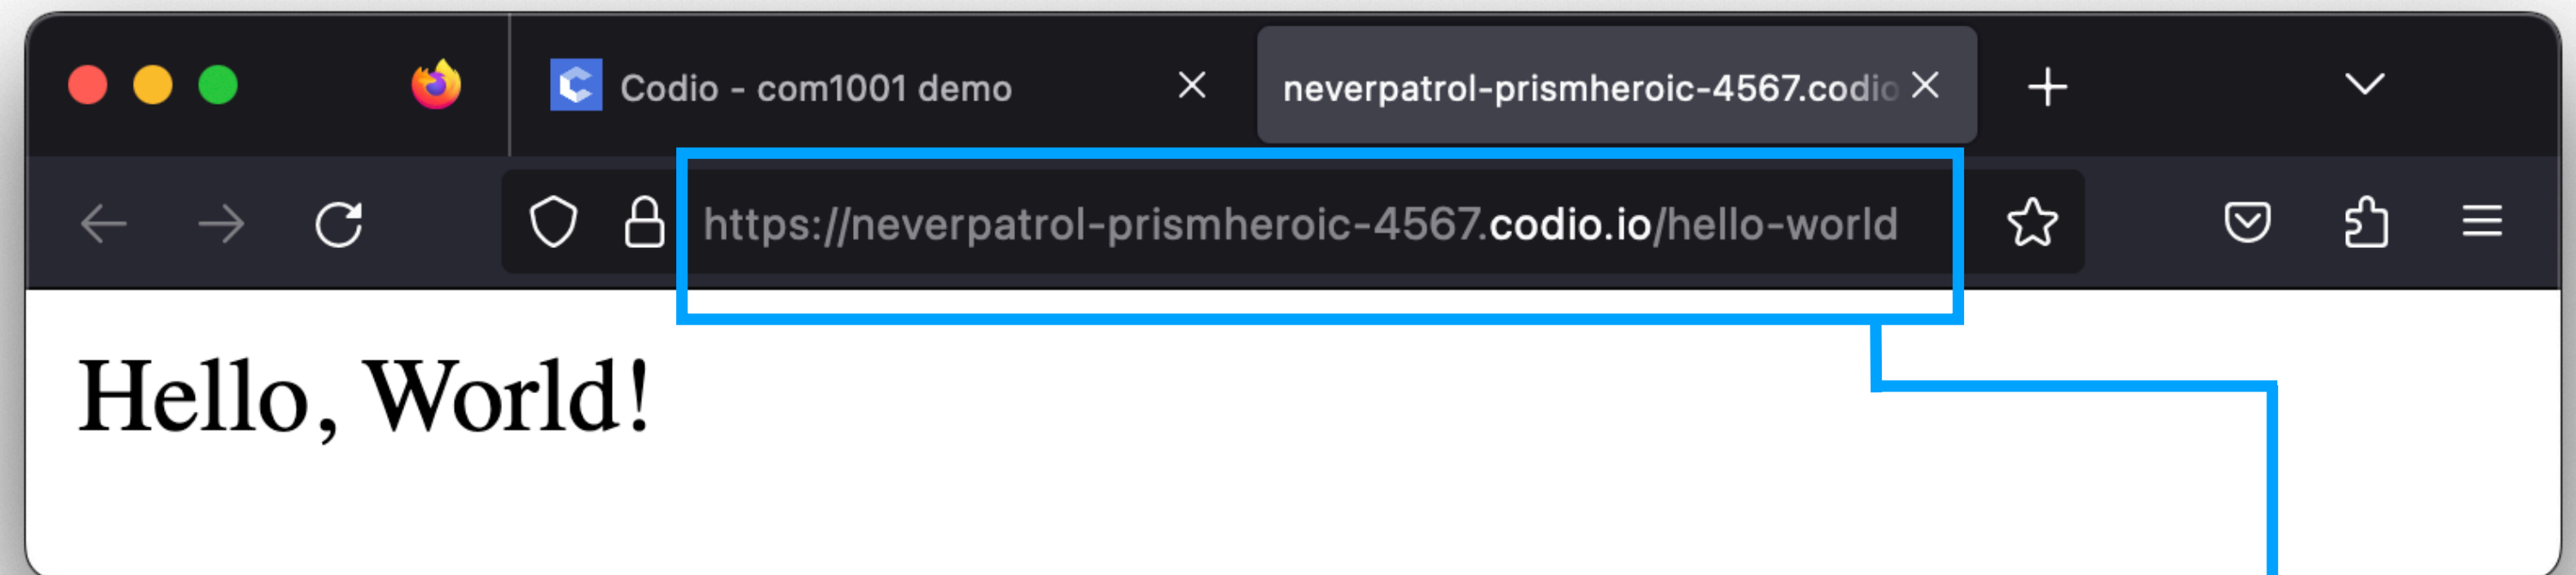 Codio - com1001 demo
neverpatrol-prismheroic-4567.codio
https://neverpatrol-prismheroic-4567.codio.io/hello-world
Hello, World!